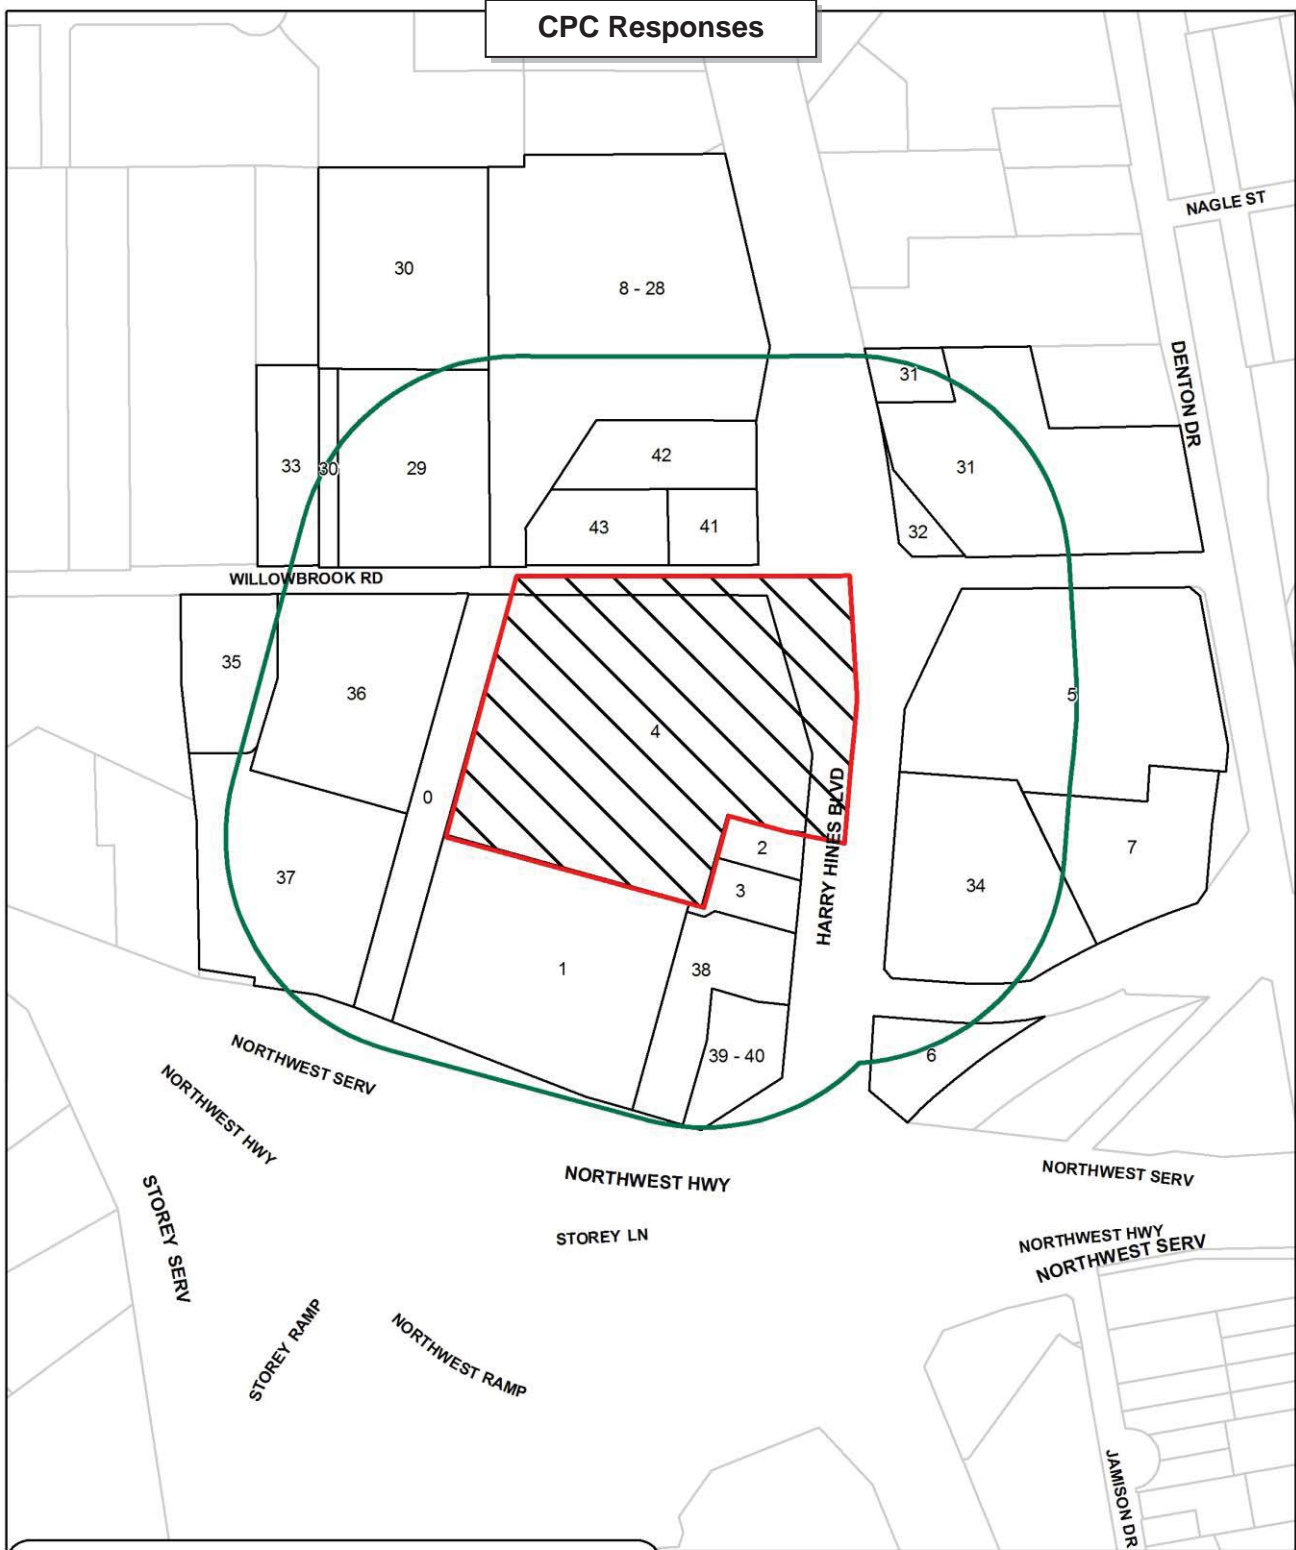 CPC Responses
NAGLE ST
30
8 - 28
DENTON DR
31
42
33
30
29
31
43
41
32
WILLOWBROOK RD
35
36
5
4
0
HARRY HINES BLVD
2
7
37
34
3
1
38
39 - 40
6
NORTHWEST SERV
NORTHWEST HWY
NORTHWEST HWY
NORTHWEST SERV
STOREY SERV
STOREY LN
NORTHWEST HWY
NORTHWEST SERV
STOREY RAMP
NORTHWEST RAMP
JAMISON DR